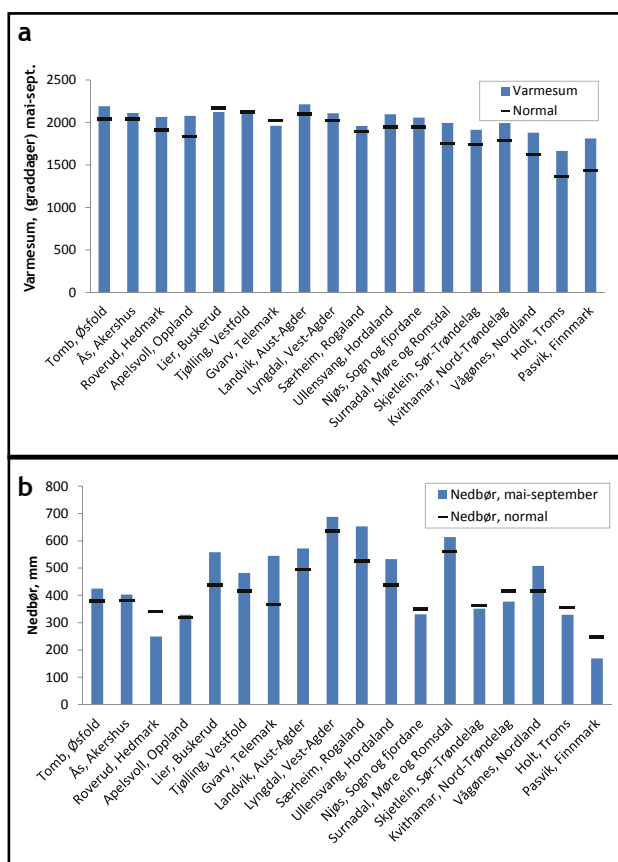 a
Varmesum, (graddager) mai-sept.
2500
2000
1500
1000
500
0
Varmesum
Normal
Tomb, Øsfold
Ås, Akershus
Roverud, Hedmark
Apelsvoll, Oppland
Lier, Buskerud
Tjølling, Vestfold
Gvarv, Telemark
Landvik, Aust-Agder
Lyngdal, Vest-Agder
Særheim, Rogaland
Ullensvang, Hordaland
Njøs, Sogn og fjordane
Surnadal, Møre og Romsdal
Skjetlein, Sør-Trøndelag
Kvithamar, Nord-Trøndelag
Vågønes, Nordland
Holt, Troms
Pasvik, Finnmark
b
Nedbør, mm
800
700
600
500
400
300
200
100
0
Nedbør, mai-september
Nedbør, normal
Tomb, Øsfold
Ås, Akershus
Roverud, Hedmark
Apelsvoll, Oppland
Lier, Buskerud
Tjølling, Vestfold
Gvarv, Telemark
Landvik, Aust-Agder
Lyngdal, Vest-Agder
Særheim, Rogaland
Ullensvang, Hordaland
Njøs, Sogn og fjordane
Surnadal, Møre og Romsdal
Skjetlein, Sør-Trøndelag
Kvithamar, Nord-Trøndelag
Vågønes, Nordland
Holt, Troms
Pasvik, Finnmark